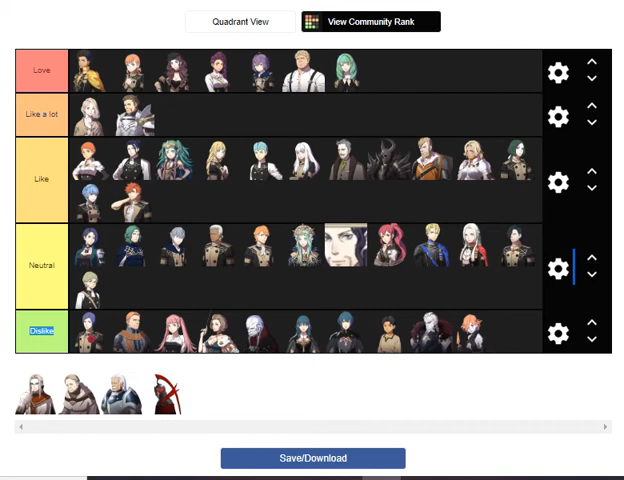 Quadrant View
View Community Rank
Love
Like a lot
Like
Neutral
Dislike
Save/Download